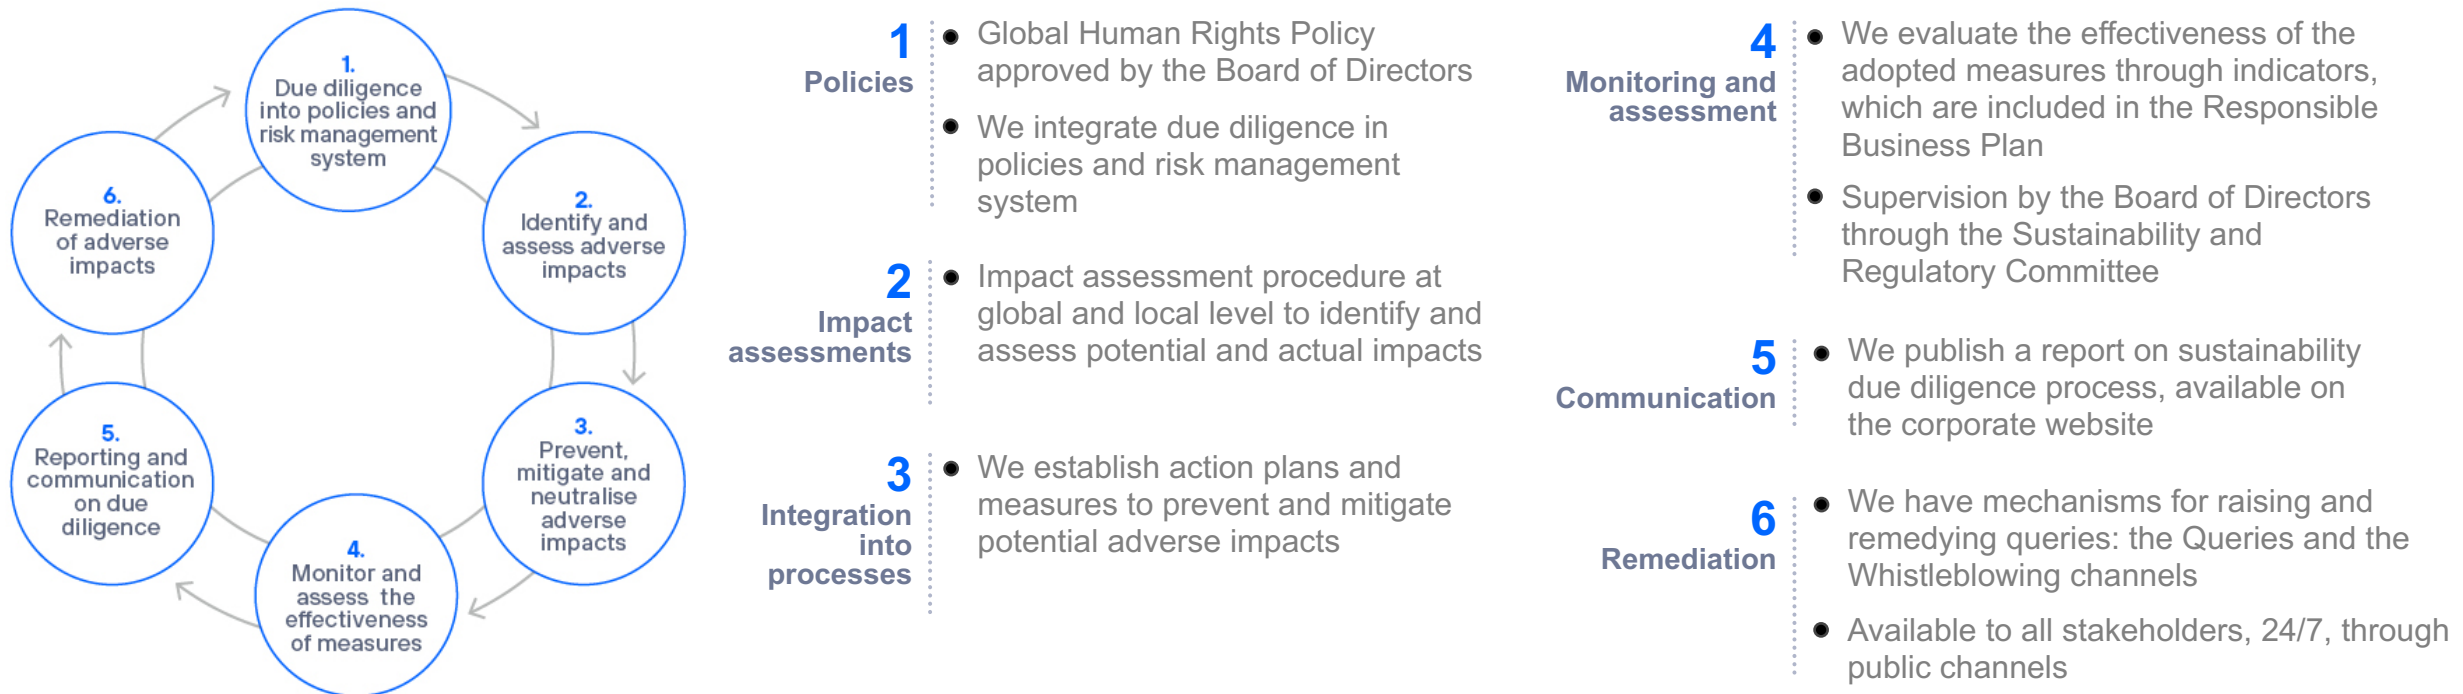 1.
Due diligence
into policies and
risk management
system
2.
Identify and
assess adverse
impacts
3.
Prevent,
mitigate and
neutralise
adverse
impacts
4.
Monitor and
assess the
effectiveness
of measures
5.
Reporting and
communication
on due
diligence
6.
Remediation
of adverse
impacts
1
Policies
Global Human Rights Policy
approved by the Board of Directors
We integrate due diligence in
policies and risk management
system
2
Impact
assessments
Impact assessment procedure at
global and local level to identify and
assess potential and actual impacts
3
Integration
into
processes
We establish action plans and
measures to prevent and mitigate
potential adverse impacts
4
Monitoring and
assessment
We evaluate the effectiveness of the
adopted measures through indicators,
which are included in the Responsible
Business Plan
Supervision by the Board of Directors
through the Sustainability and
Regulatory Committee
5
Communication
We publish a report on sustainability
due diligence process, available on
the corporate website
6
Remediation
We have mechanisms for raising and
remedying queries: the Queries and the
Whistleblowing channels
Available to all stakeholders, 24/7, through
public channels